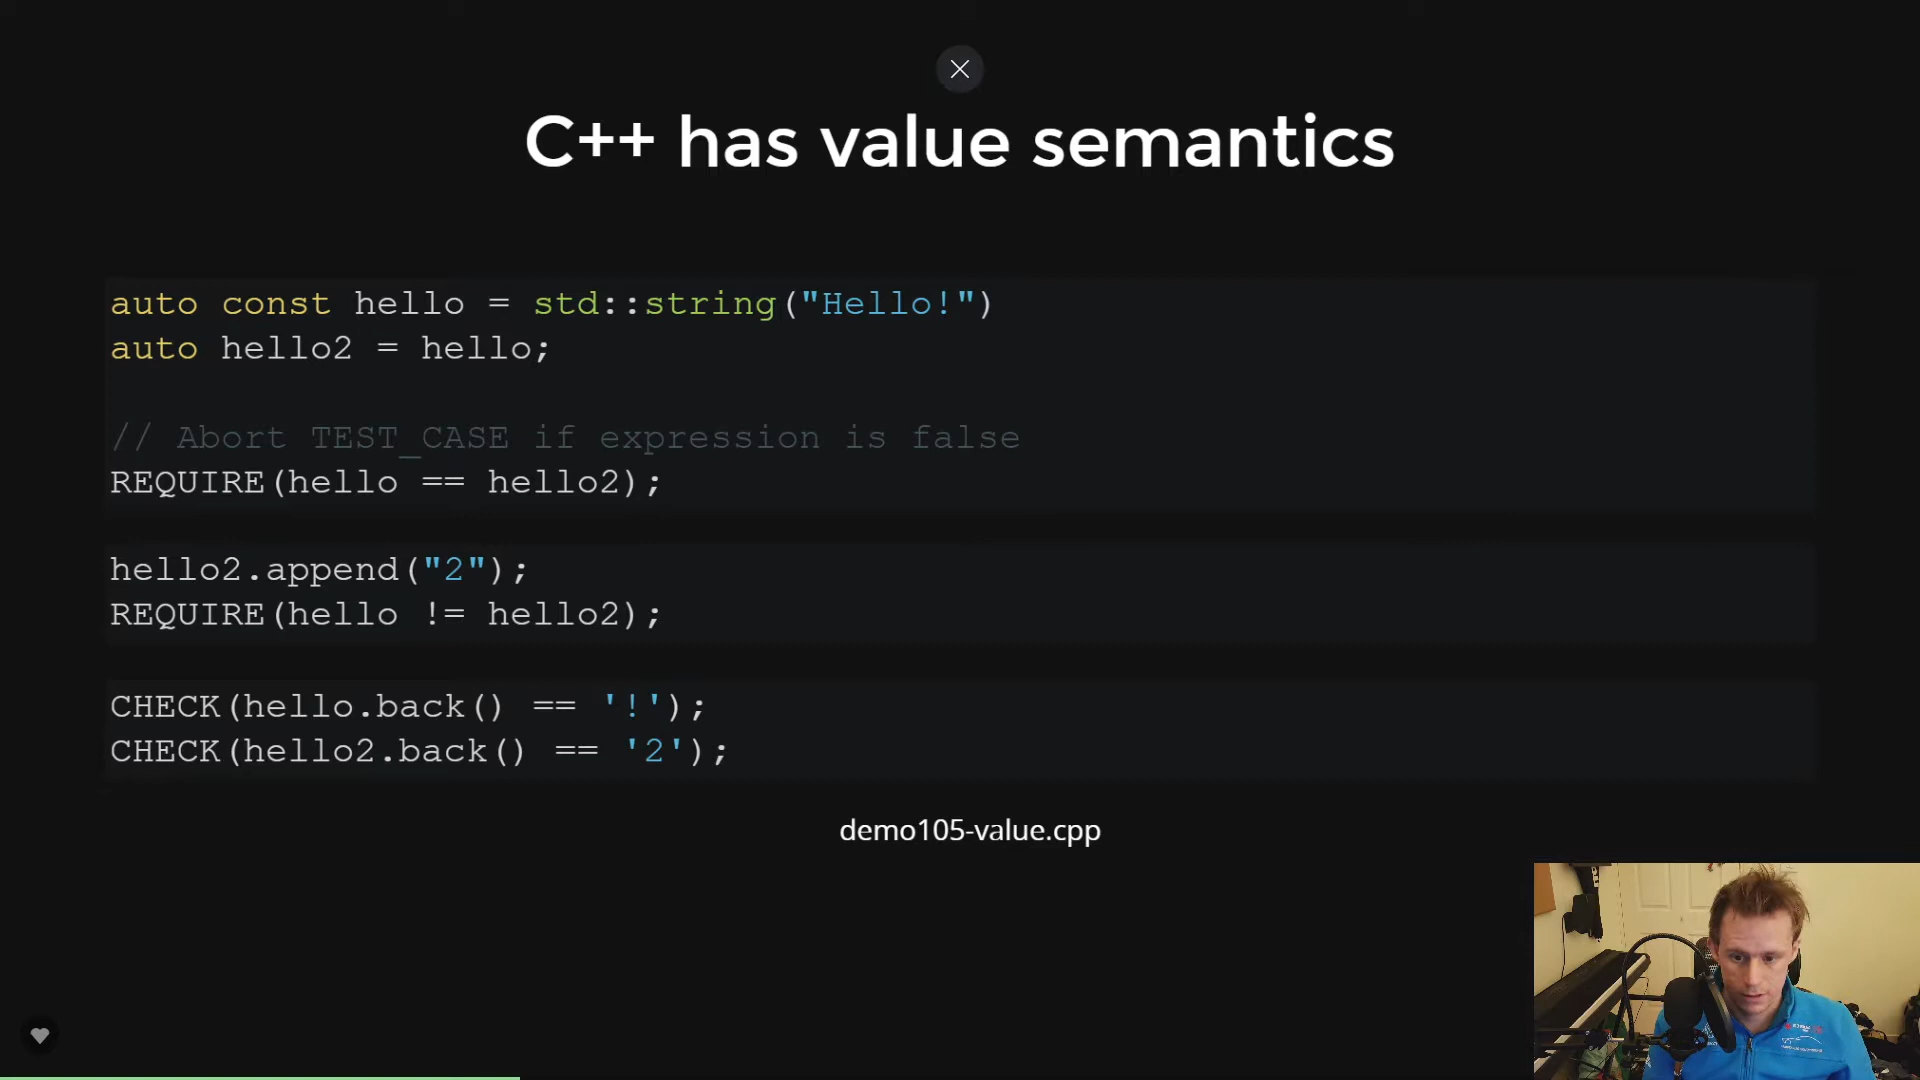 C++ has value semantics
auto const hello = std::string("Hello!")
auto hello2 = hello;
// Abort TEST_CASE if expression is false
REQUIRE(hello == hello2);
hello2.append("2");
REQUIRE(hello != hello2);
CHECK(hello.back() == '!');
CHECK(hello2.back() == '2');
demo105-value.cpp